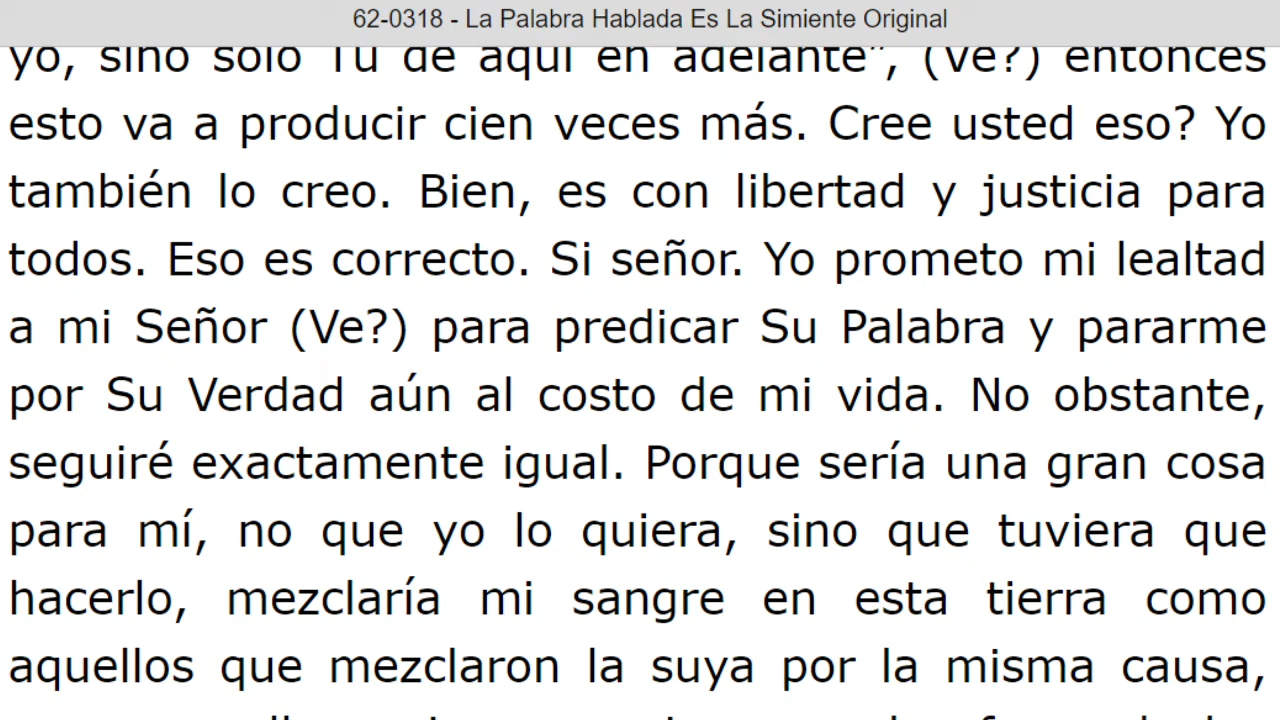 62-0318 - La Palabra Hablada Es La Simiente Original
yo, sino sólo Tú de aquí en adelante”, (Ve?) entonces
esto va a producir cien veces más. Cree usted eso? Yo
también lo creo. Bien, es con libertad y justicia para
todos. Eso es correcto. Si señor. Yo prometo mi lealtad
a mi Señor (Ve?) para predicar Su Palabra y pararme
por Su Verdad aún al costo de mi vida. No obstante,
seguiré exactamente igual. Porque sería una gran cosa
para mí, no que yo lo quiera, sino que tuviera que
hacerlo, mezclaría mi sangre en esta tierra como
aquellos que mezclaron la suya por la misma causa,